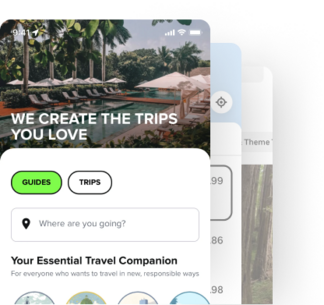 9:41
WE CREATE THE TRIPS
YOU LOVE
GUIDES
TRIPS
Where are you going?
Your Essential Travel Companion
For everyone who wants to travel in new, responsible ways
Theme
.99
.86
.98